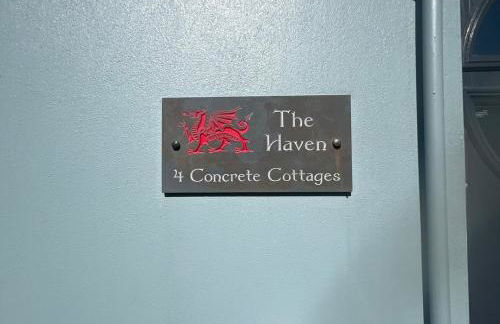 The
Haven
4 Concrete Cottages